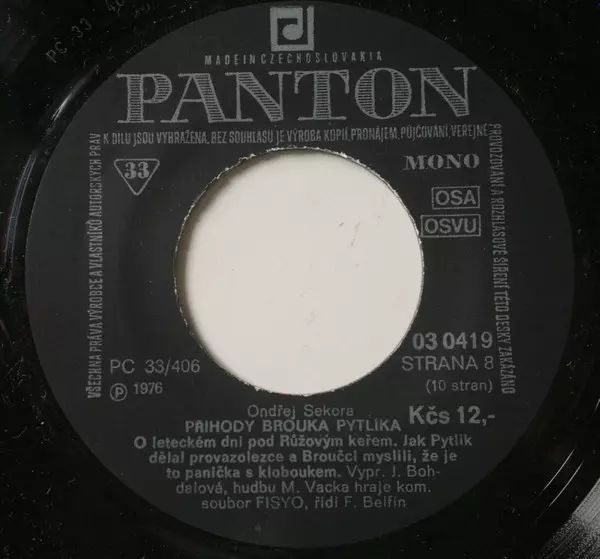 PC 33
MADE IN CZECHOSLOVAKIA
PANTON
VŠECHNA PRÁVA VÝROBCE A VLASTNÍKŮ AUTORSKÝCH PRÁV K DÍLU JSOU VYHRAŽENA, BEZ SOUHLASU JE VÝROBA KOPIÍ, PRONÁJEM, PŮJČOVÁNÍ, VEREJNÉ PROVOZOVÁNÍ A ROZHLASOVÉ ŠÍŘENÍ TÉTO DESKY ZAKÁZÁNO
33
MONO
OSA
OSVU
03 0419
PC 33/406
STRANA 8
Ⓟ 1976
(10 stran)
Ondřej Sekora
Kčs 12,-
PŘÍHODY BROUKA PYTLÍKA
O leteckém dni pod Růžovým keřem. Jak Pytlík
dělal provazolezce a Broučci mysleli, že je
to panička s kloboukem. Vypr. J. Boh-
dalová, hudbu M. Vacka hraje kom.
soubor FISYO, řídí F. Belfín